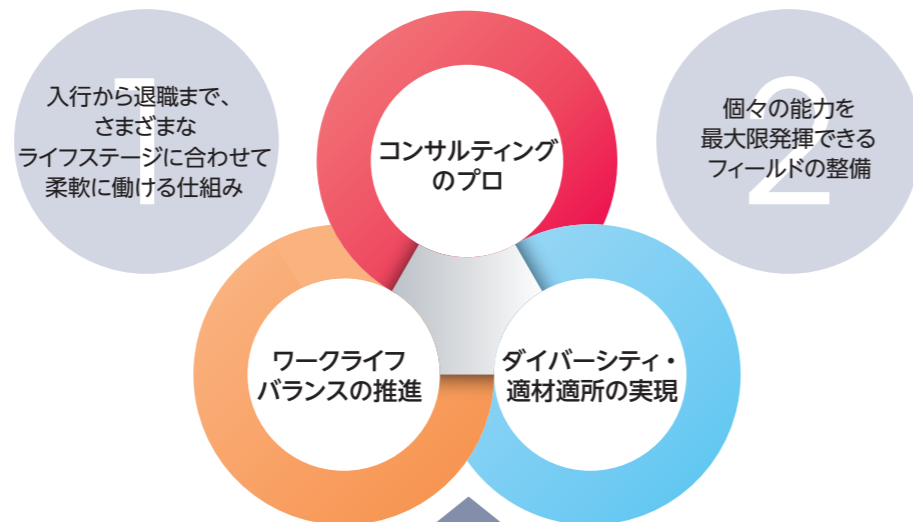 1
入行から退職まで、
さまざまな
ライフステージに合わせて
柔軟に働ける仕組み
コンサルティング
のプロ
2
個々の能力を
最大限発揮できる
フィールドの整備
ワークライフ
バランスの推進
ダイバーシティ・
適材適所の実現